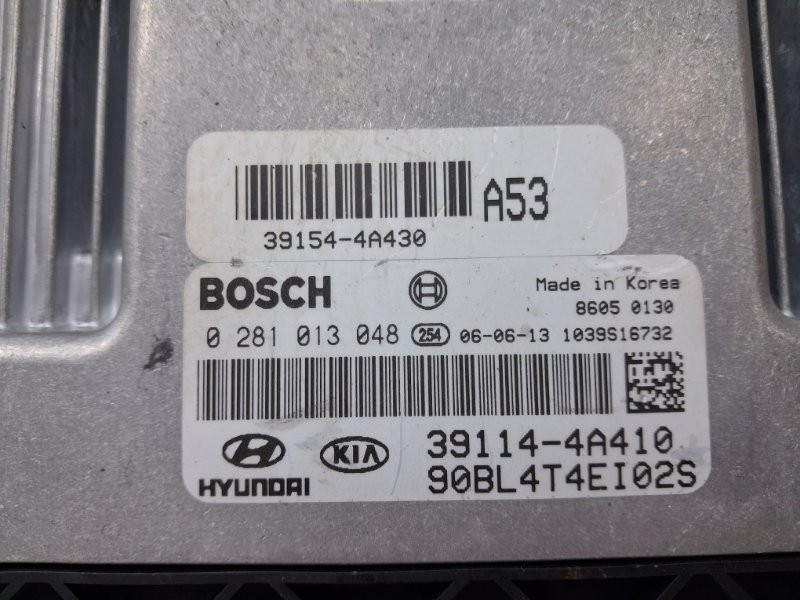 A53
39154-4A430
BOSCH
Made in Korea
8605 0130
0 281 013 048 254 06-06-13 1039S16732
39114-4A410
HYUNDAI KIA
90BL4T4EI02S